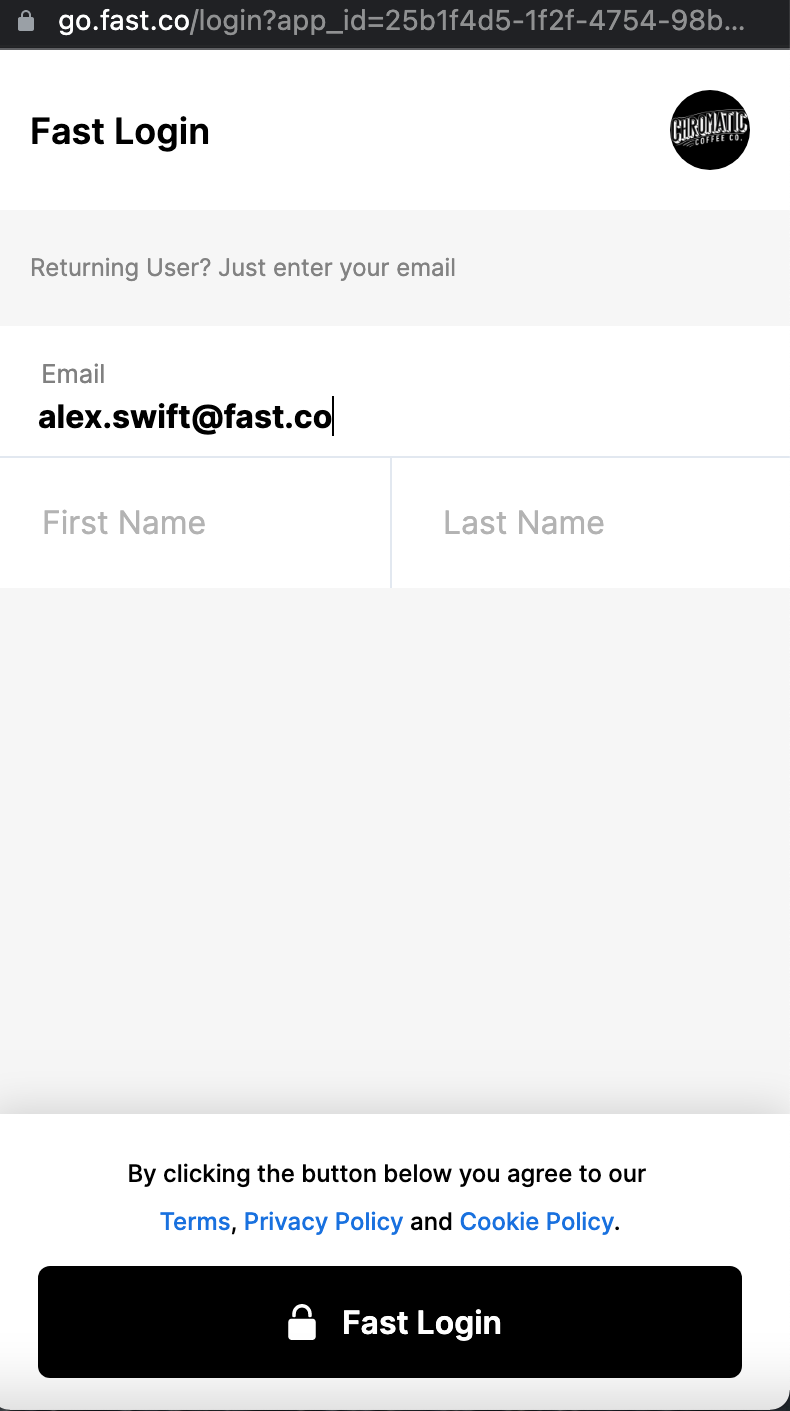 go.fast.co/login?app_id=25b1f4d5-1f2f-4754-98b...
Fast Login
CHROMATIC
COFFEE CO.
Returning User? Just enter your email
Email
alex.swift@fast.co
First Name
Last Name
By clicking the button below you agree to our
Terms, Privacy Policy and Cookie Policy.
Fast Login